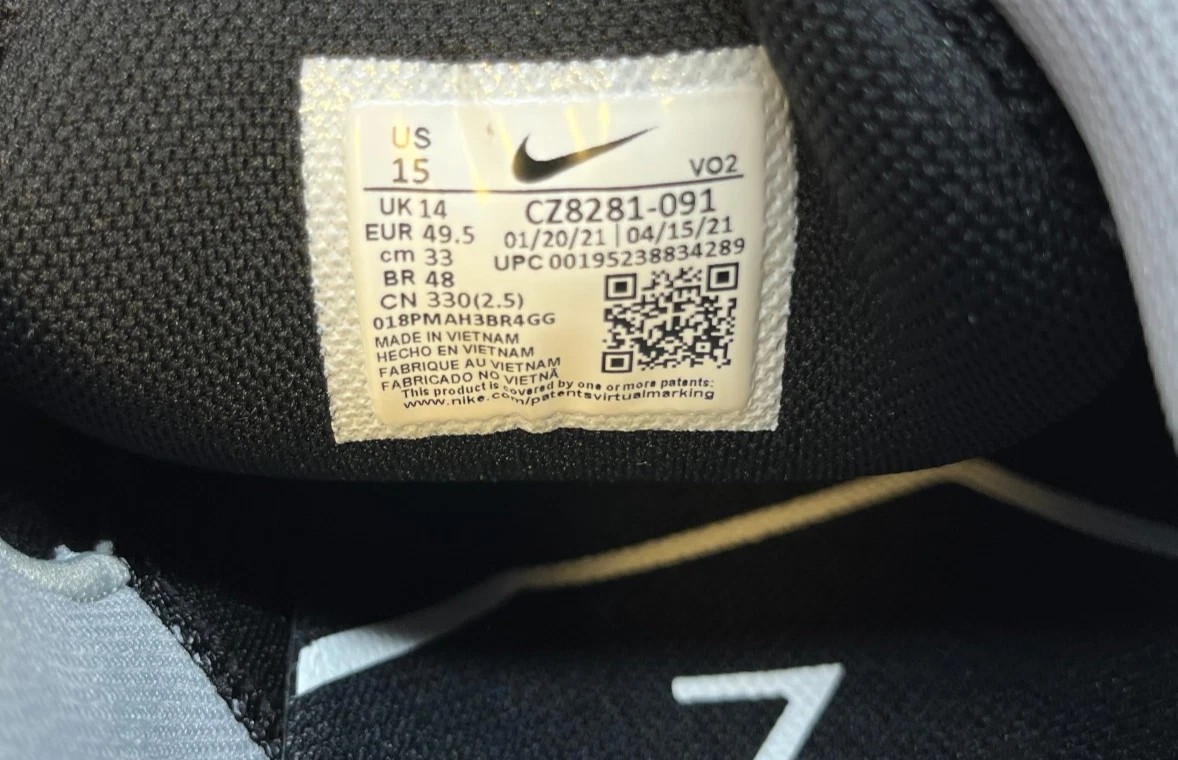 US
15
VO2
UK 14
CZ8281-091
EUR 49.5
01/20/21 | 04/15/21
cm 33
UPC 00195238834289
BR 48
CN 330(2.5)
018PMAH3BR4GG
MADE IN VIETNAM
HECHO EN VIETNAM
FABRIQUE AU VIETNAM
FABRICADO NO VIETNÃ
This product is covered by one or more patents:
www.nike.com/patentsvirtualmarking
7